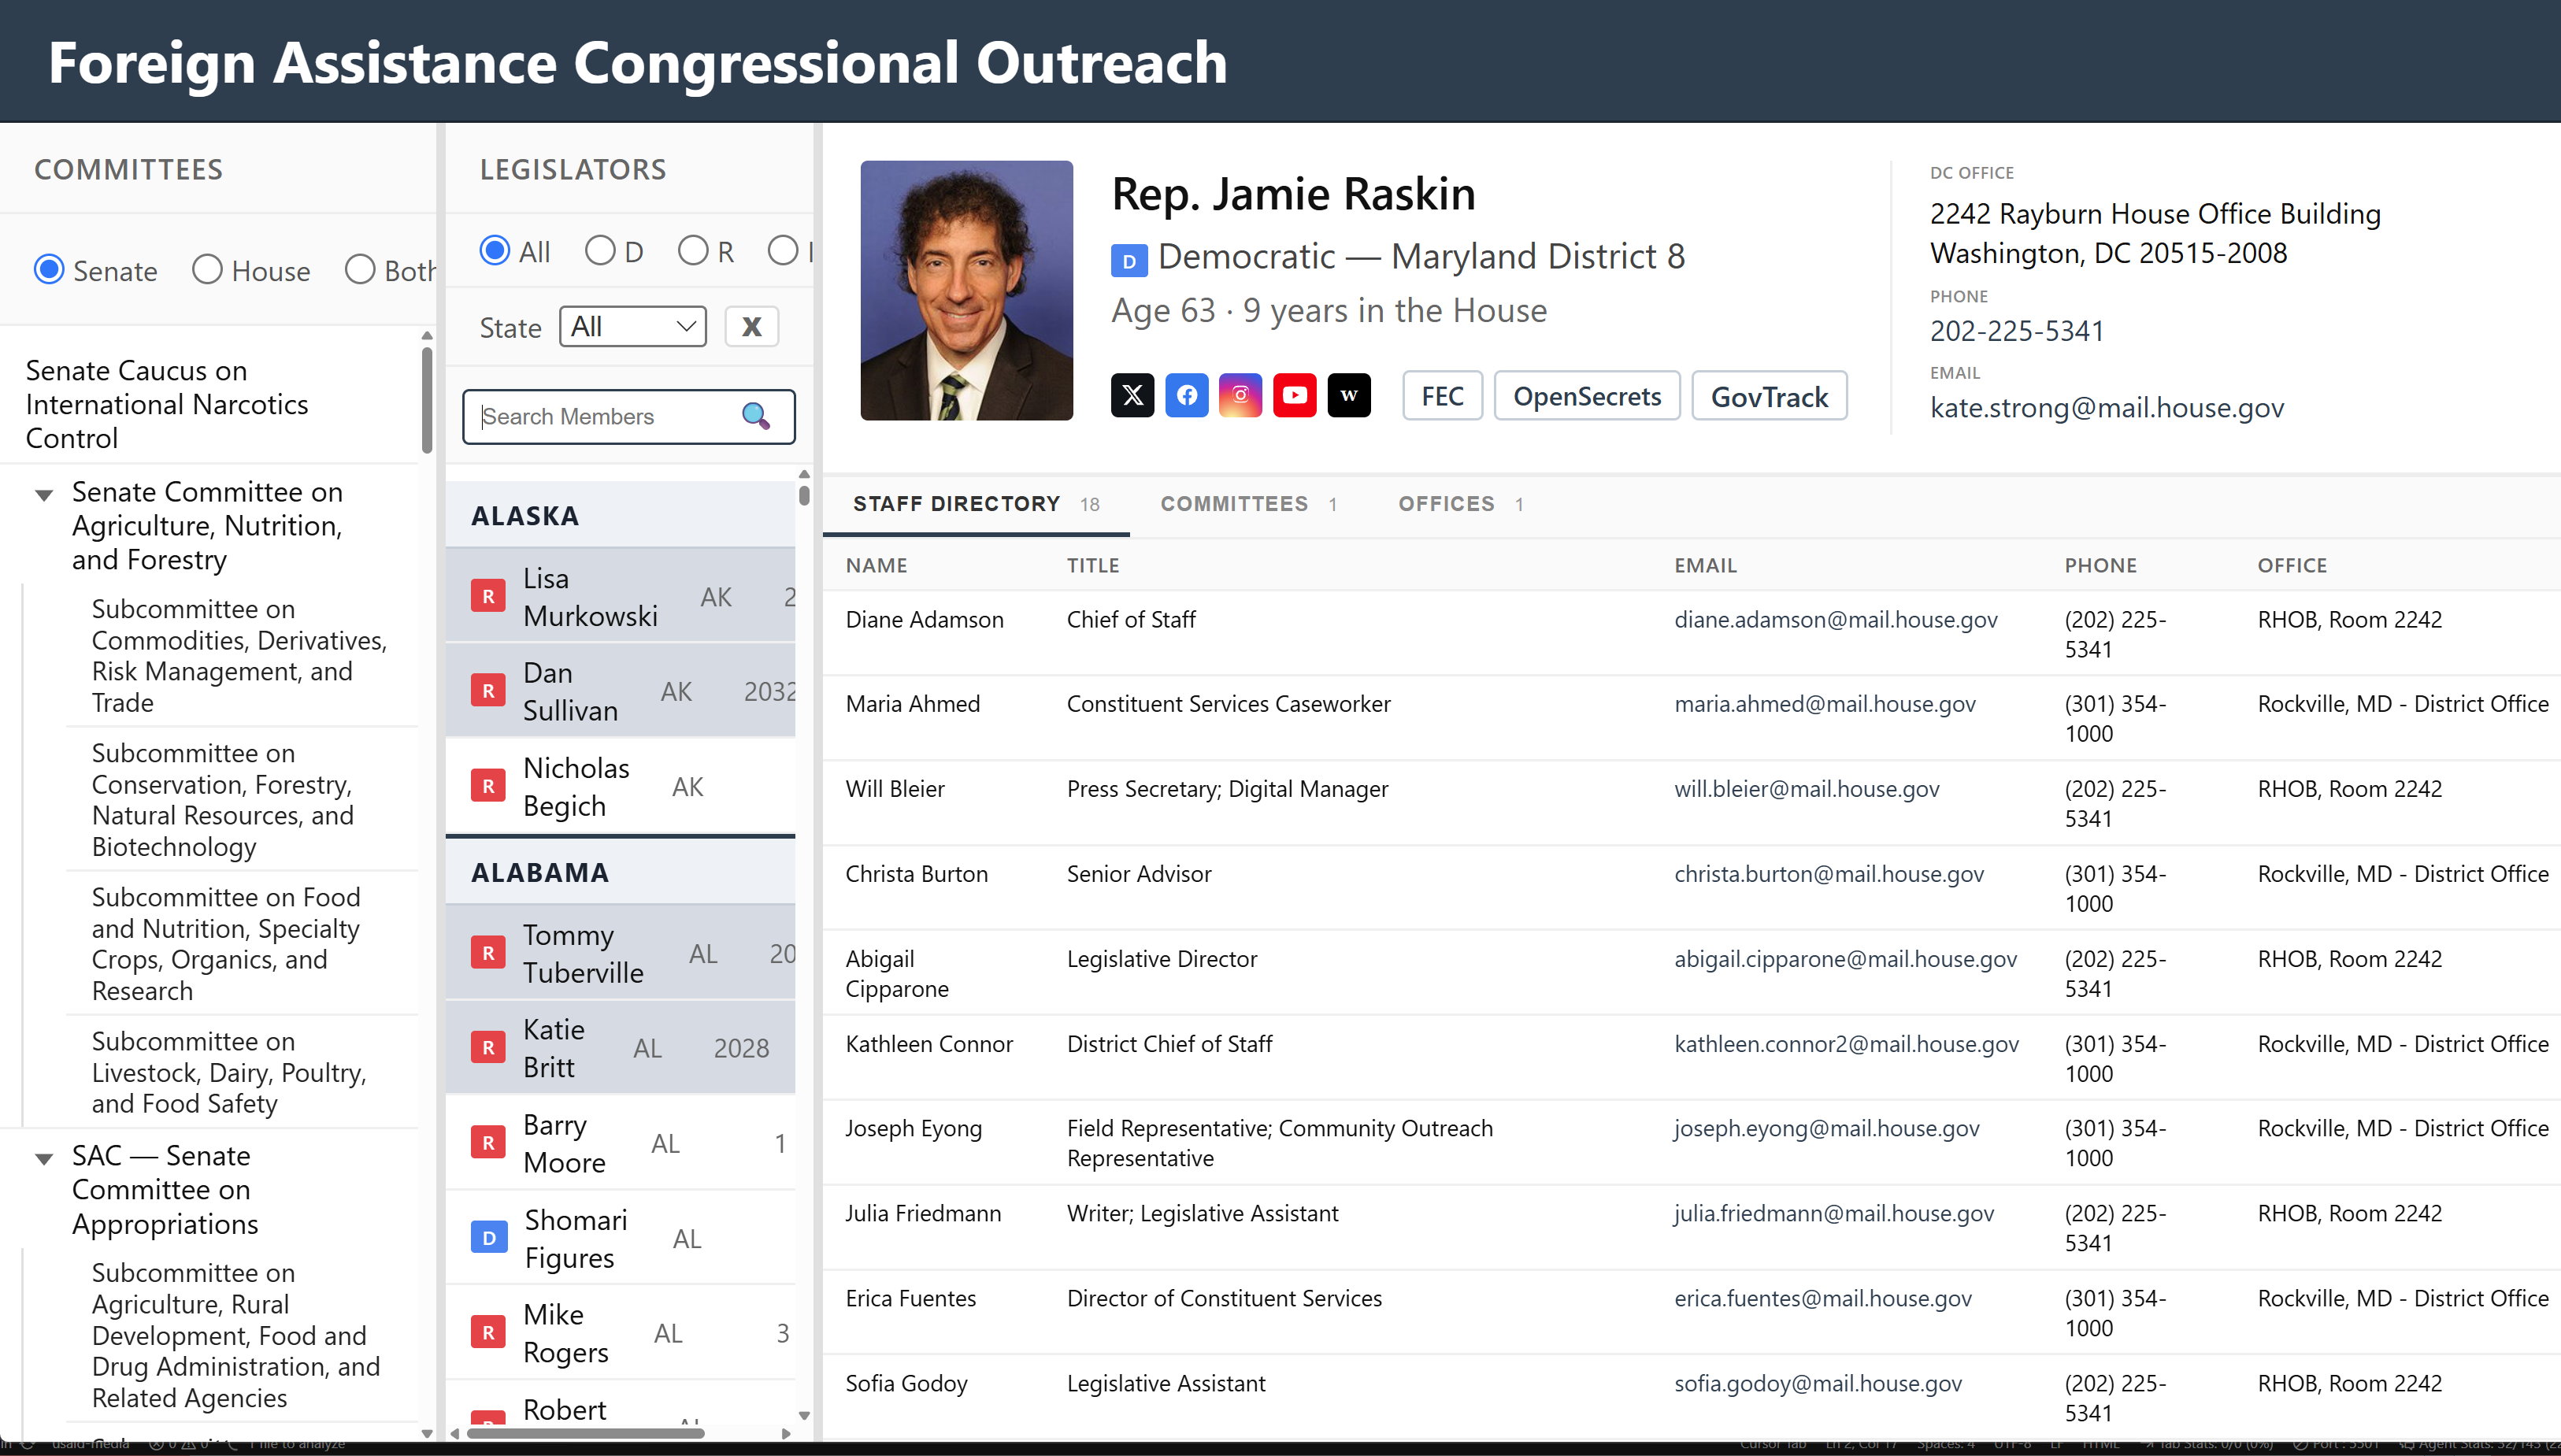 Foreign Assistance Congressional Outreach
COMMITTEES
Senate House Both
Senate Caucus on
International Narcotics
Control
Senate Committee on
Agriculture, Nutrition,
and Forestry
Subcommittee on
Commodities, Derivatives,
Risk Management, and
Trade
Subcommittee on
Conservation, Forestry,
Natural Resources, and
Biotechnology
Subcommittee on Food
and Nutrition, Specialty
Crops, Organics, and
Research
Subcommittee on
Livestock, Dairy, Poultry,
and Food Safety
SAC — Senate
Committee on
Appropriations
Subcommittee on
Agriculture, Rural
Development, Food and
Drug Administration, and
Related Agencies
LEGISLATORS
All D R I
State All X
Search Members
ALASKA
R Lisa Murkowski AK 2
R Dan Sullivan AK 2032
R Nicholas Begich AK
ALABAMA
R Tommy Tuberville AL 20
R Katie Britt AL 2028
R Barry Moore AL 1
D Shomari Figures AL
R Mike Rogers AL 3
R Robert AL
Rep. Jamie Raskin
D Democratic — Maryland District 8
Age 63 · 9 years in the House
W FEC OpenSecrets GovTrack
DC OFFICE
2242 Rayburn House Office Building
Washington, DC 20515-2008
PHONE
202-225-5341
EMAIL
kate.strong@mail.house.gov
STAFF DIRECTORY 18 COMMITTEES 1 OFFICES 1
NAME TITLE EMAIL PHONE OFFICE
Diane Adamson Chief of Staff diane.adamson@mail.house.gov (202) 225-5341 RHOB, Room 2242
Maria Ahmed Constituent Services Caseworker maria.ahmed@mail.house.gov (301) 354-1000 Rockville, MD - District Office
Will Bleier Press Secretary; Digital Manager will.bleier@mail.house.gov (202) 225-5341 RHOB, Room 2242
Christa Burton Senior Advisor christa.burton@mail.house.gov (301) 354-1000 Rockville, MD - District Office
Abigail Cipparone Legislative Director abigail.cipparone@mail.house.gov (202) 225-5341 RHOB, Room 2242
Kathleen Connor District Chief of Staff kathleen.connor2@mail.house.gov (301) 354-1000 Rockville, MD - District Office
Joseph Eyong Field Representative; Community Outreach Representative joseph.eyong@mail.house.gov (301) 354-1000 Rockville, MD - District Office
Julia Friedmann Writer; Legislative Assistant julia.friedmann@mail.house.gov (202) 225-5341 RHOB, Room 2242
Erica Fuentes Director of Constituent Services erica.fuentes@mail.house.gov (301) 354-1000 Rockville, MD - District Office
Sofia Godoy Legislative Assistant sofia.godoy@mail.house.gov (202) 225-5341 RHOB, Room 2242